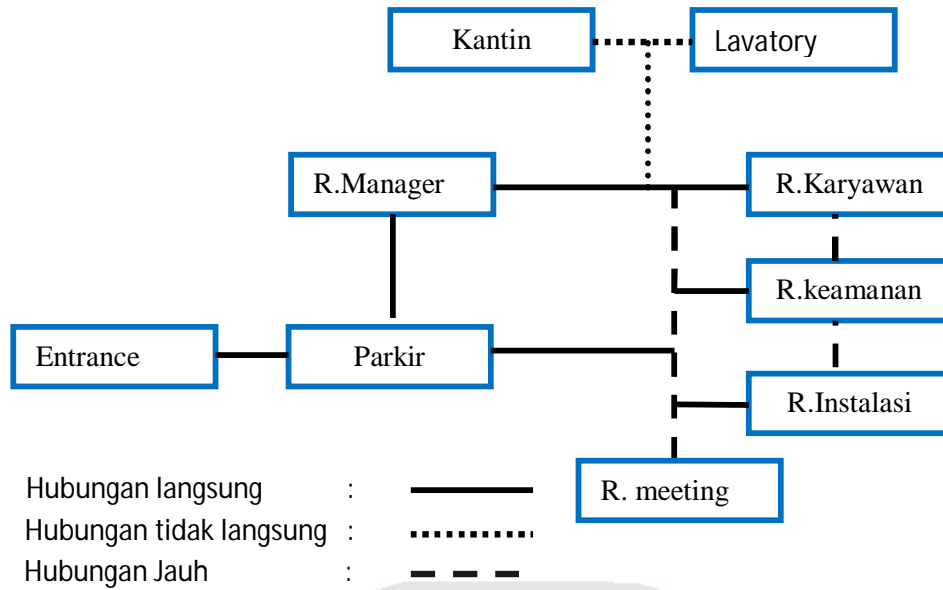 Kantin
Lavatory
R.Manager
R.Karyawan
R.keamanan
Entrance
Parkir
R.Instalasi
R. meeting
Hubungan langsung :
Hubungan tidak langsung :
Hubungan Jauh :